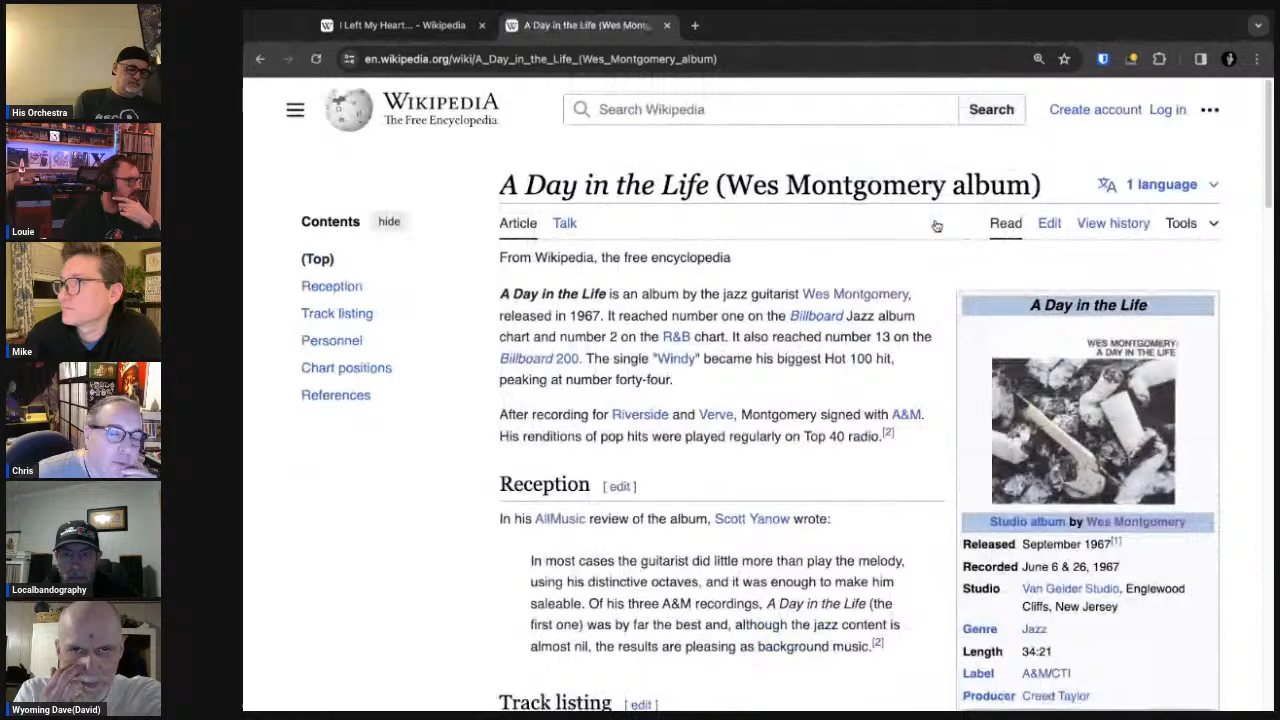 His Orchestra
Louie
Mike
Chris
Localbandography
Wyoming Dave(David)
I Left My Heart... - Wikipedia
A Day in the Life (Wes Mont
en.wikipedia.org/wiki/A_Day_in_the_Life_(Wes_Montgomery_album)
WIKIPEDIA
The Free Encyclopedia
Search Wikipedia
Search
Create account Log in
A Day in the Life (Wes Montgomery album)
1 language
Contents hide
(Top)
Reception
Track listing
Personnel
Chart positions
References
Article Talk
Read Edit View history Tools
From Wikipedia, the free encyclopedia
A Day in the Life is an album by the jazz guitarist Wes Montgomery,
released in 1967. It reached number one on the Billboard Jazz album
chart and number 2 on the R&B chart. It also reached number 13 on the
Billboard 200. The single "Windy" became his biggest Hot 100 hit,
peaking at number forty-four.
After recording for Riverside and Verve, Montgomery signed with A&M.
His renditions of pop hits were played regularly on Top 40 radio.[2]
Reception [ edit ]
In his AllMusic review of the album, Scott Yanow wrote:
In most cases the guitarist did little more than play the melody,
using his distinctive octaves, and it was enough to make him
saleable. Of his three A&M recordings, A Day in the Life (the
first one) was by far the best and, although the jazz content is
almost nil, the results are pleasing as background music.[2]
Track listing [ edit ]
A Day in the Life
WES MONTGOMERY:
A DAY IN THE LIFE
Studio album by Wes Montgomery
Released September 1967[1]
Recorded June 6 & 26, 1967
Studio Van Gelder Studio, Englewood
Cliffs, New Jersey
Genre Jazz
Length 34:21
Label A&M/CTI
Producer Creed Taylor